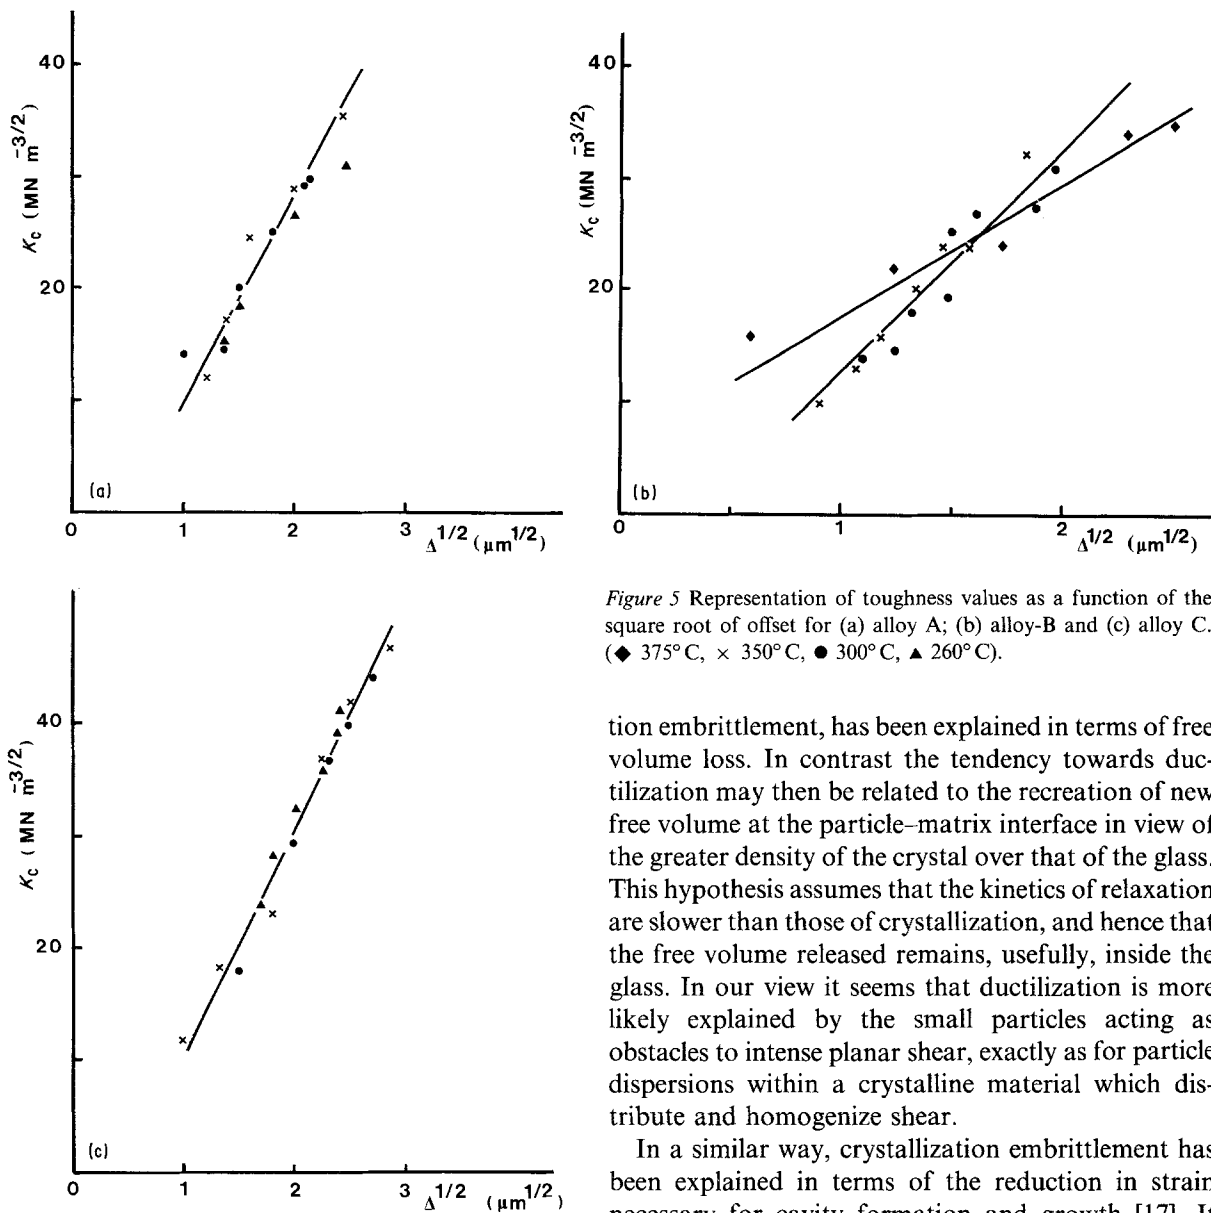 40
20
K_c (MN m^-3/2)
(a)
0 1 2 3
Δ^1/2 (μm^1/2)
40
20
K_c (MN m^-3/2)
(b)
0 1 2
Δ^1/2 (μm^1/2)
Figure 5 Representation of toughness values as a function of the
square root of offset for (a) alloy A; (b) alloy-B and (c) alloy C.
(◆ 375° C, × 350° C, ● 300° C, ▲ 260° C).
40
20
K_c (MN m^-3/2)
(c)
0 1 2 3
Δ^1/2 (μm^1/2)
tion embrittlement, has been explained in terms of free
volume loss. In contrast the tendency towards duc-
tilization may then be related to the recreation of new
free volume at the particle–matrix interface in view of
the greater density of the crystal over that of the glass.
This hypothesis assumes that the kinetics of relaxation
are slower than those of crystallization, and hence that
the free volume released remains, usefully, inside the
glass. In our view it seems that ductilization is more
likely explained by the small particles acting as
obstacles to intense planar shear, exactly as for particle
dispersions within a crystalline material which dis-
tribute and homogenize shear.
In a similar way, crystallization embrittlement has
been explained in terms of the reduction in strain
necessary for cavity formation and growth [17]. It